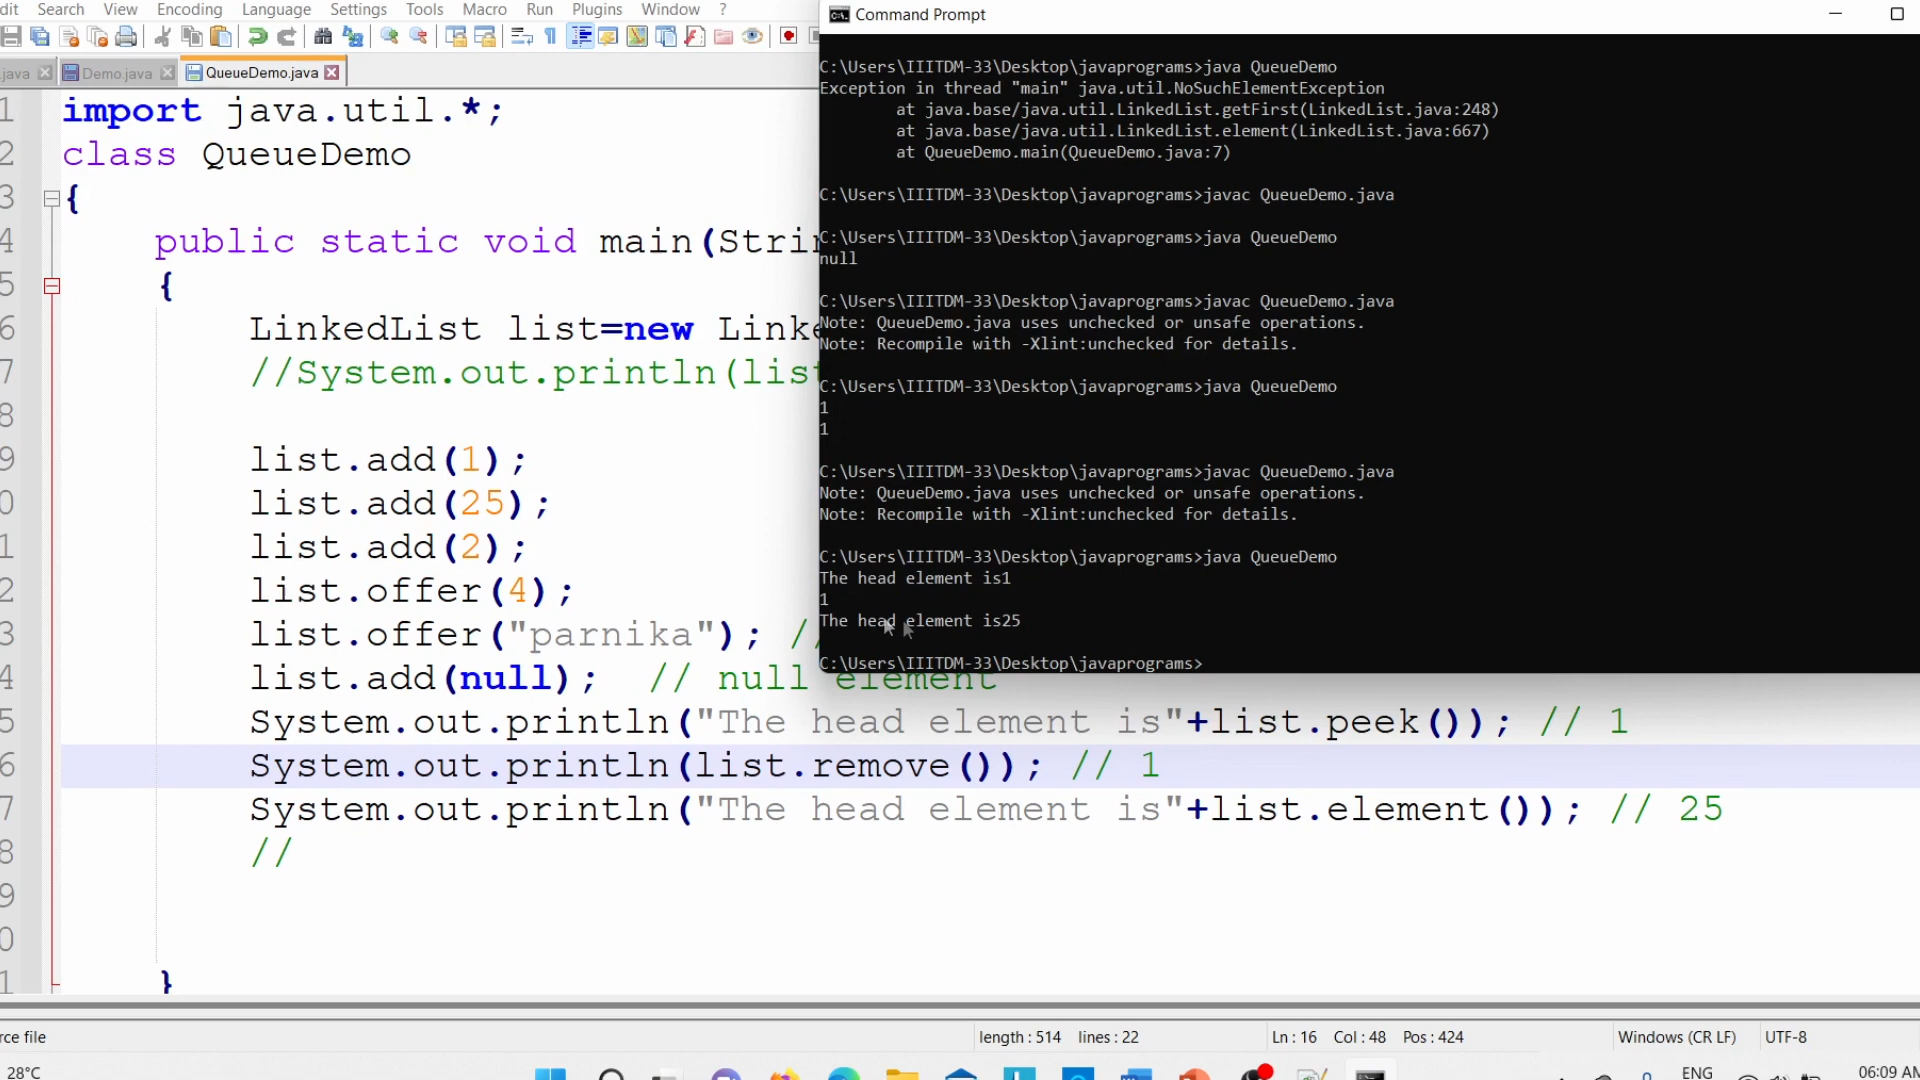 dit Search View Encoding Language Settings Tools Macro Run Plugins Window ?
.java Demo.java QueueDemo.java
1 import java.util.*;
2 class QueueDemo
3 {
4 public static void main(Strin
5 {
6 LinkedList list=new Linke
7 //System.out.println(list
8
9 list.add(1);
0 list.add(25);
1 list.add(2);
2 list.offer(4);
3 list.offer("parnika"); //
4 list.add(null); // null element
5 System.out.println("The head element is"+list.peek()); // 1
6 System.out.println(list.remove()); // 1
7 System.out.println("The head element is"+list.element()); // 25
8 //
9
0
1 }
Command Prompt
C:\Users\IIITDM-33\Desktop\javaprograms>java QueueDemo
Exception in thread "main" java.util.NoSuchElementException
at java.base/java.util.LinkedList.getFirst(LinkedList.java:248)
at java.base/java.util.LinkedList.element(LinkedList.java:667)
at QueueDemo.main(QueueDemo.java:7)
C:\Users\IIITDM-33\Desktop\javaprograms>javac QueueDemo.java
C:\Users\IIITDM-33\Desktop\javaprograms>java QueueDemo
null
C:\Users\IIITDM-33\Desktop\javaprograms>javac QueueDemo.java
Note: QueueDemo.java uses unchecked or unsafe operations.
Note: Recompile with -Xlint:unchecked for details.
C:\Users\IIITDM-33\Desktop\javaprograms>java QueueDemo
1
1
C:\Users\IIITDM-33\Desktop\javaprograms>javac QueueDemo.java
Note: QueueDemo.java uses unchecked or unsafe operations.
Note: Recompile with -Xlint:unchecked for details.
C:\Users\IIITDM-33\Desktop\javaprograms>java QueueDemo
The head element is1
1
The head element is25
C:\Users\IIITDM-33\Desktop\javaprograms>
rce file length : 514 lines : 22 Ln : 16 Col : 48 Pos : 424 Windows (CR LF) UTF-8
28°C ENG 06:09 AM